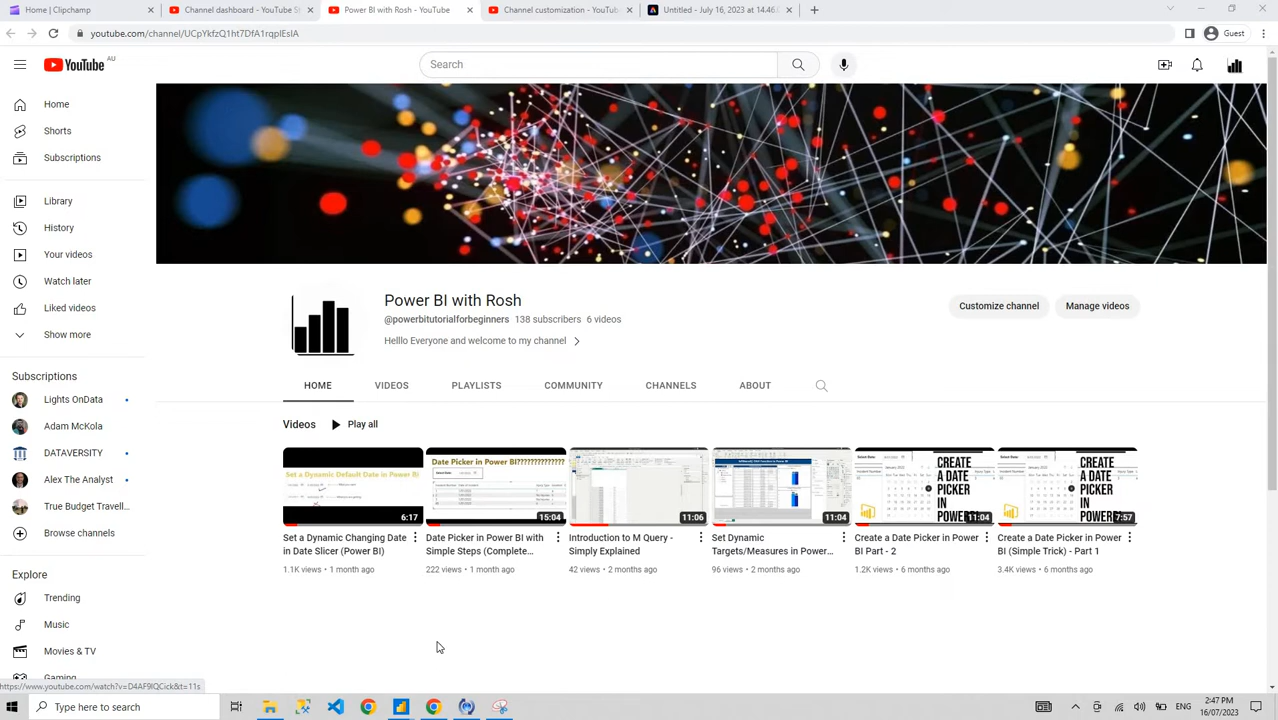 Home | Clipchamp
Channel dashboard - YouTube St
Power BI with Rosh - YouTube
Channel customization - YouTube
Untitled - July 16, 2023 at 14.46.0
youtube.com/channel/UCpYkfzQ1ht7DfA1rqpIEsIA
Guest
YouTube AU
Search
Home
Shorts
Subscriptions
Library
History
Your videos
Watch later
Liked videos
Show more
Subscriptions
Lights OnData
Adam McKola
DATAVERSITY
Alex The Analyst
True Budget Travell...
Browse channels
Explore
Trending
Music
Movies & TV
Gaming
Power BI with Rosh
@powerbitutorialforbeginners 138 subscribers 6 videos
Helllo Everyone and welcome to my channel
Customize channel
Manage videos
HOME VIDEOS PLAYLISTS COMMUNITY CHANNELS ABOUT
Videos Play all
Set a Dynamic Default Date in Power BI
6:17
Set a Dynamic Changing Date
in Date Slicer (Power BI)
1.1K views • 1 month ago
Date Picker in Power BI??????????????
15:04
Date Picker in Power BI with
Simple Steps (Complete...
222 views • 1 month ago
11:06
Introduction to M Query -
Simply Explained
42 views • 2 months ago
11:04
Set Dynamic
Targets/Measures in Power...
96 views • 2 months ago
CREATE
A DATE
PICKER
IN
POWER
11:04
Create a Date Picker in Power
BI Part - 2
1.2K views • 6 months ago
CREATE
A DATE
PICKER
IN
POWERB
7:57
Create a Date Picker in Power
BI (Simple Trick) - Part 1
3.4K views • 6 months ago
https://www.youtube.com/watch?v=D4AF9IQCick&t=11s
Type here to search
ENG
2:47 PM
16/07/2023